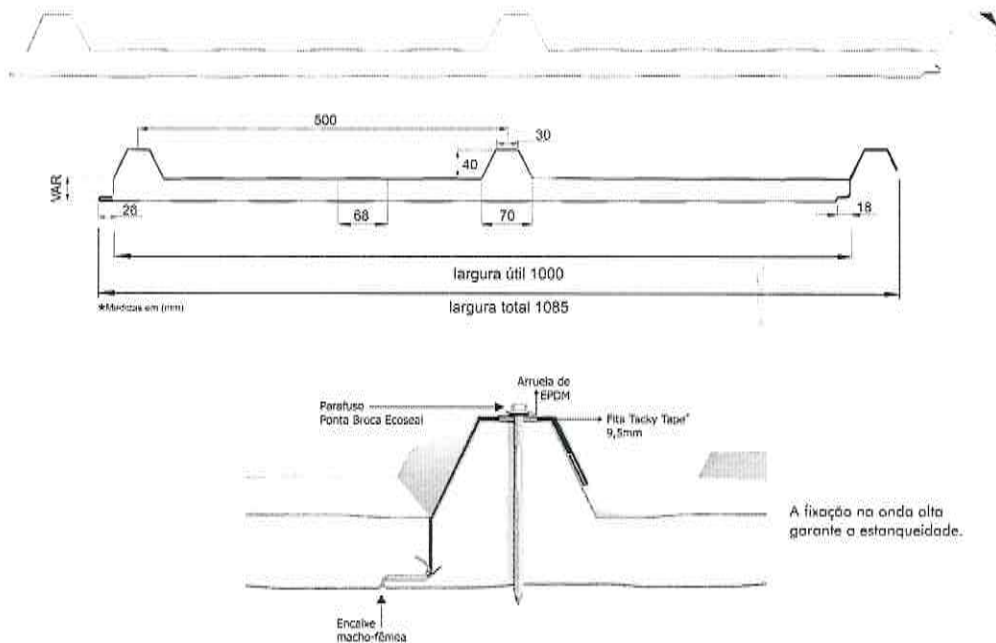 500
30
40
VAR
28
68
70
18
largura útil 1000
largura total 1085
*Medidas em (mm)
Arruela de
EPDM
Parafuso
Ponta Broca Ecoseal
Fita Tacky Tape"
9,5mm
A fixação na onda alta
garante a estanqueidade.
Encaixe
macho-fêmea